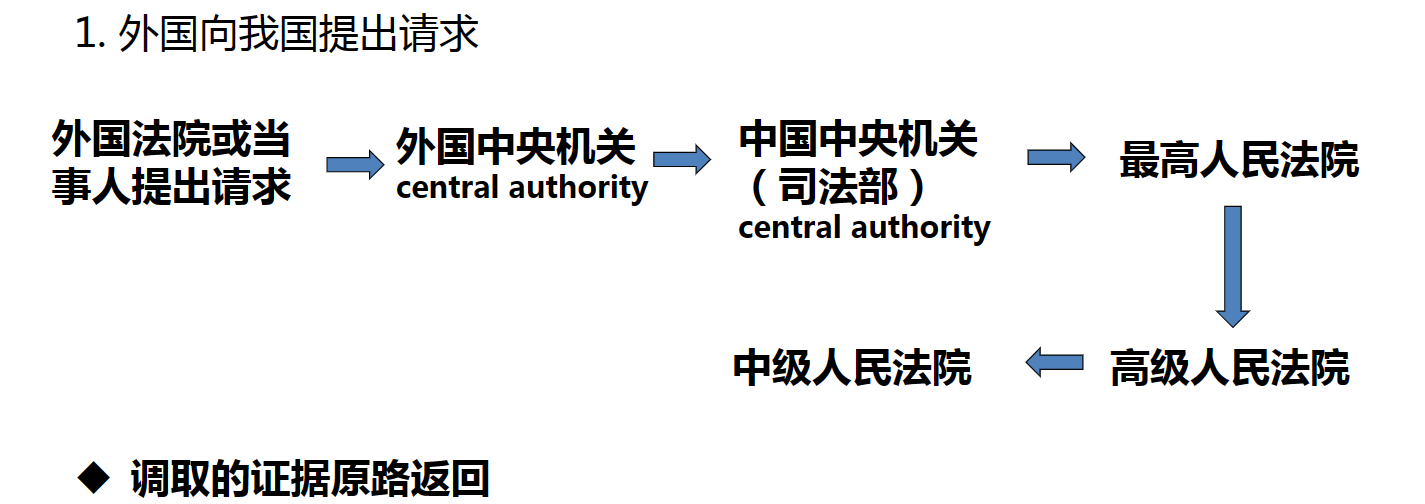 1. 外国向我国提出请求
外国法院或当
事人提出请求
外国中央机关
central authority
中国中央机关
（司法部）
central authority
最高人民法院
中级人民法院
高级人民法院
◆ 调取的证据原路返回